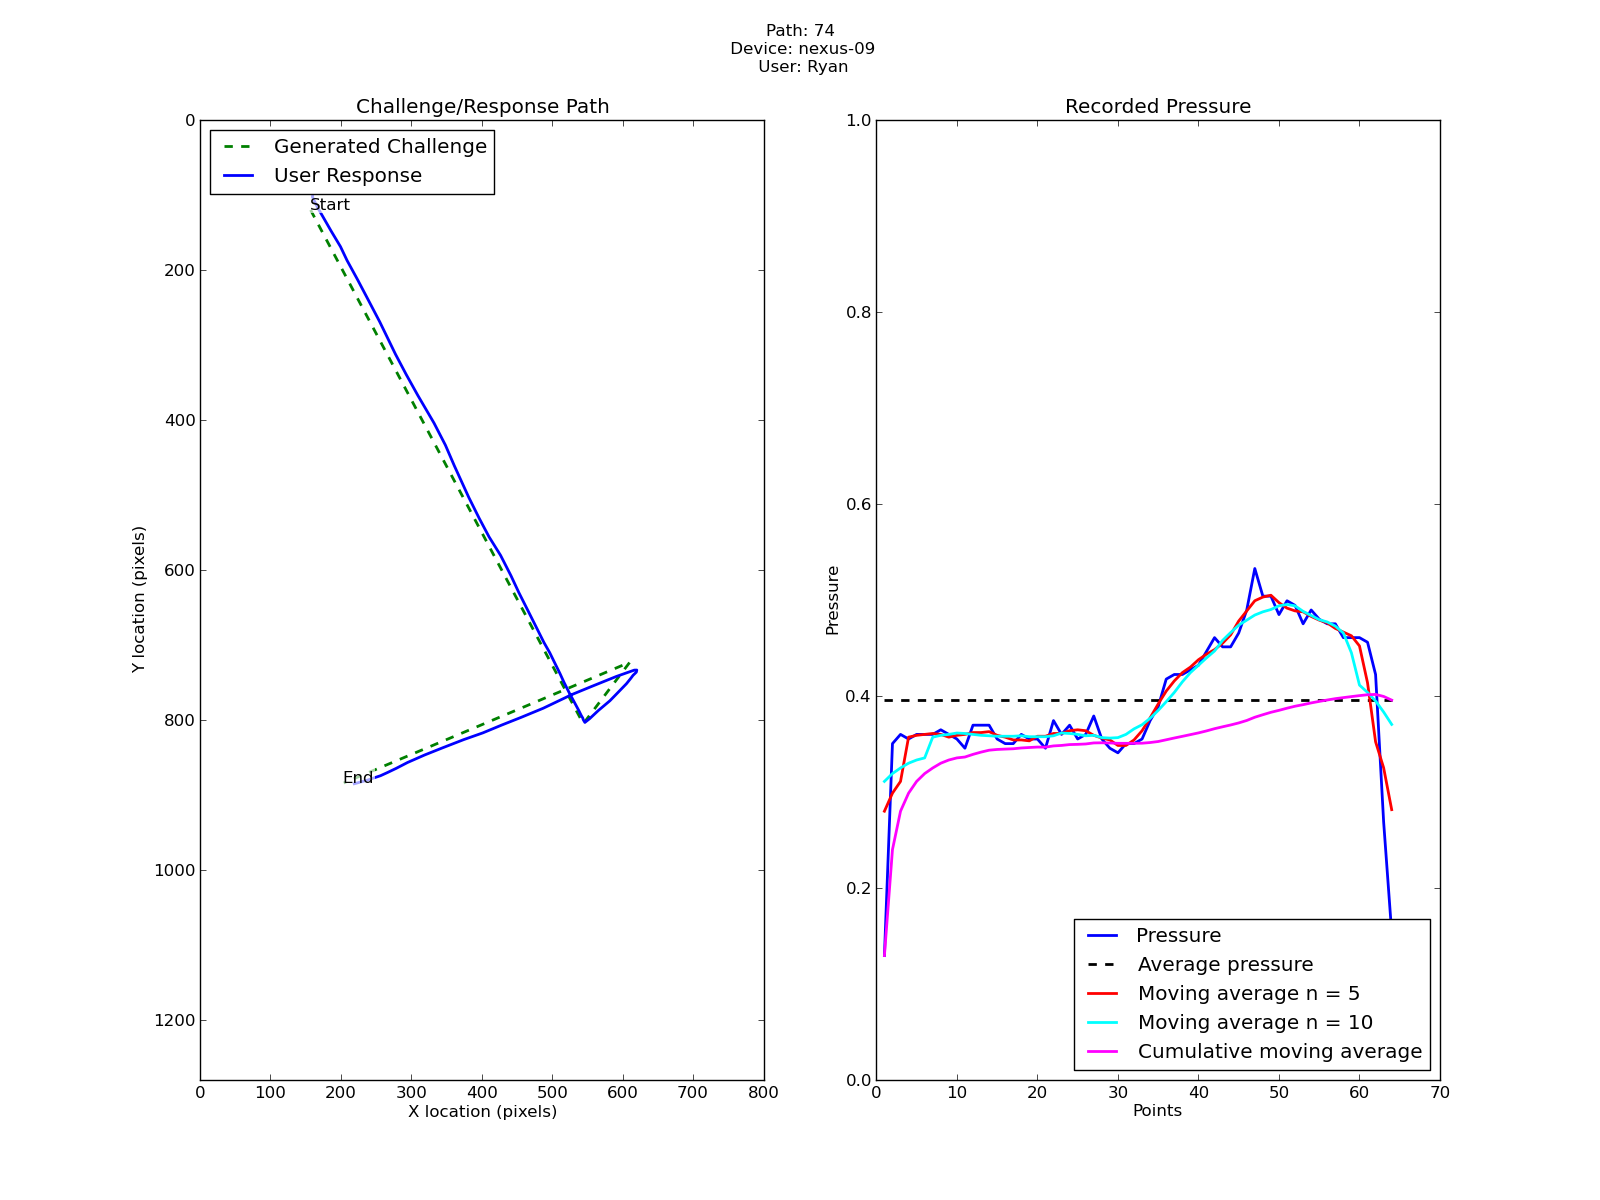 Path: 74
Device: nexus-09
User: Ryan
Challenge/Response Path
Generated Challenge
User Response
Start
End
0
200
400
600
800
1000
1200
Y location (pixels)
0 100 200 300 400 500 600 700 800
X location (pixels)
Recorded Pressure
1.0
0.8
0.6
0.4
0.2
0.0
Pressure
Pressure
Average pressure
Moving average n = 5
Moving average n = 10
Cumulative moving average
0 10 20 30 40 50 60 70
Points